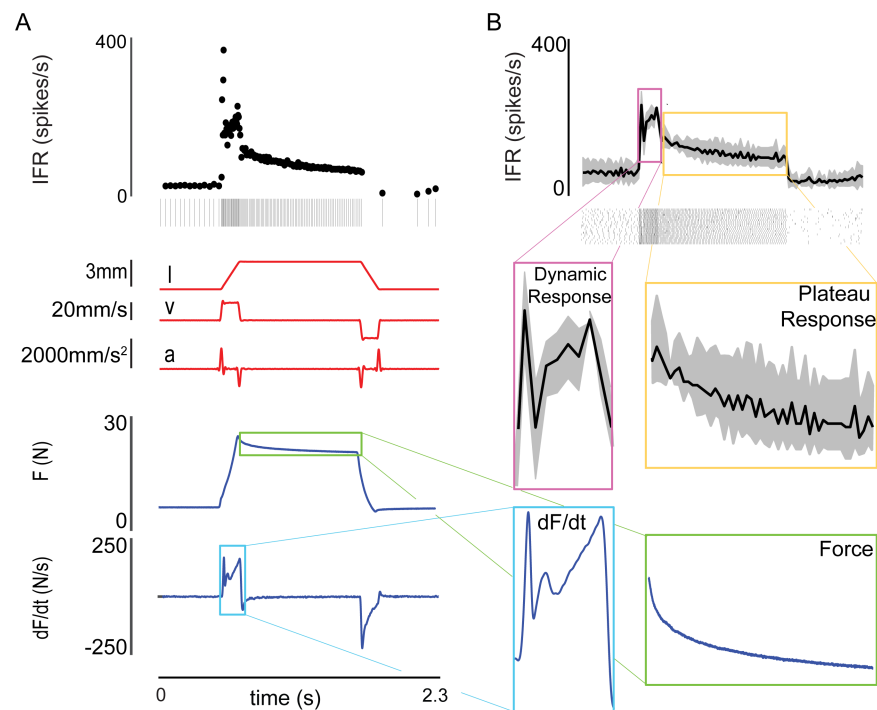 A
400
IFR (spikes/s)
0
3mm
l
20mm/s
v
2000mm/s²
a
30
F (N)
0
250
dF/dt (N/s)
-250
0
time (s)
2.3
B
400
IFR (spikes/s)
0
Dynamic
Response
Plateau
Response
dF/dt
Force